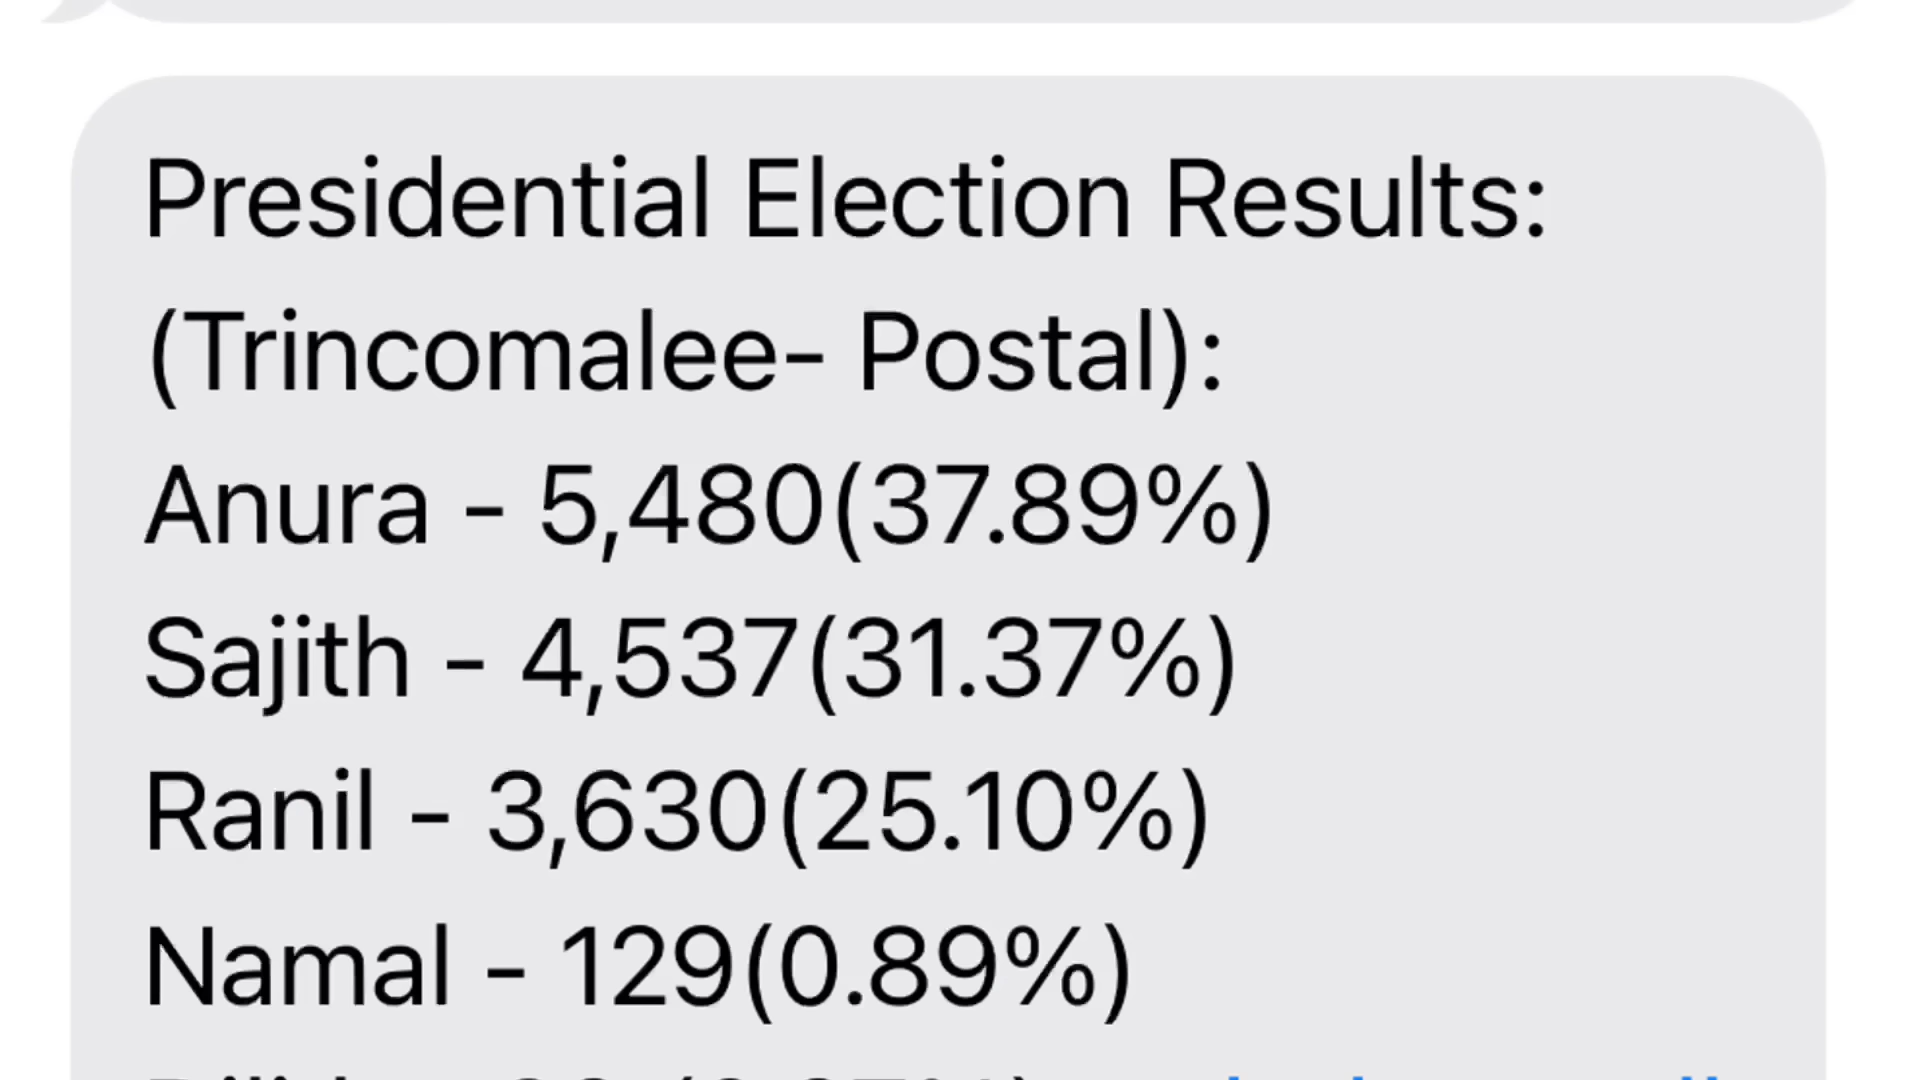 Presidential Election Results:
(Trincomalee- Postal):
Anura - 5,480(37.89%)
Sajith - 4,537(31.37%)
Ranil - 3,630(25.10%)
Namal - 129(0.89%)